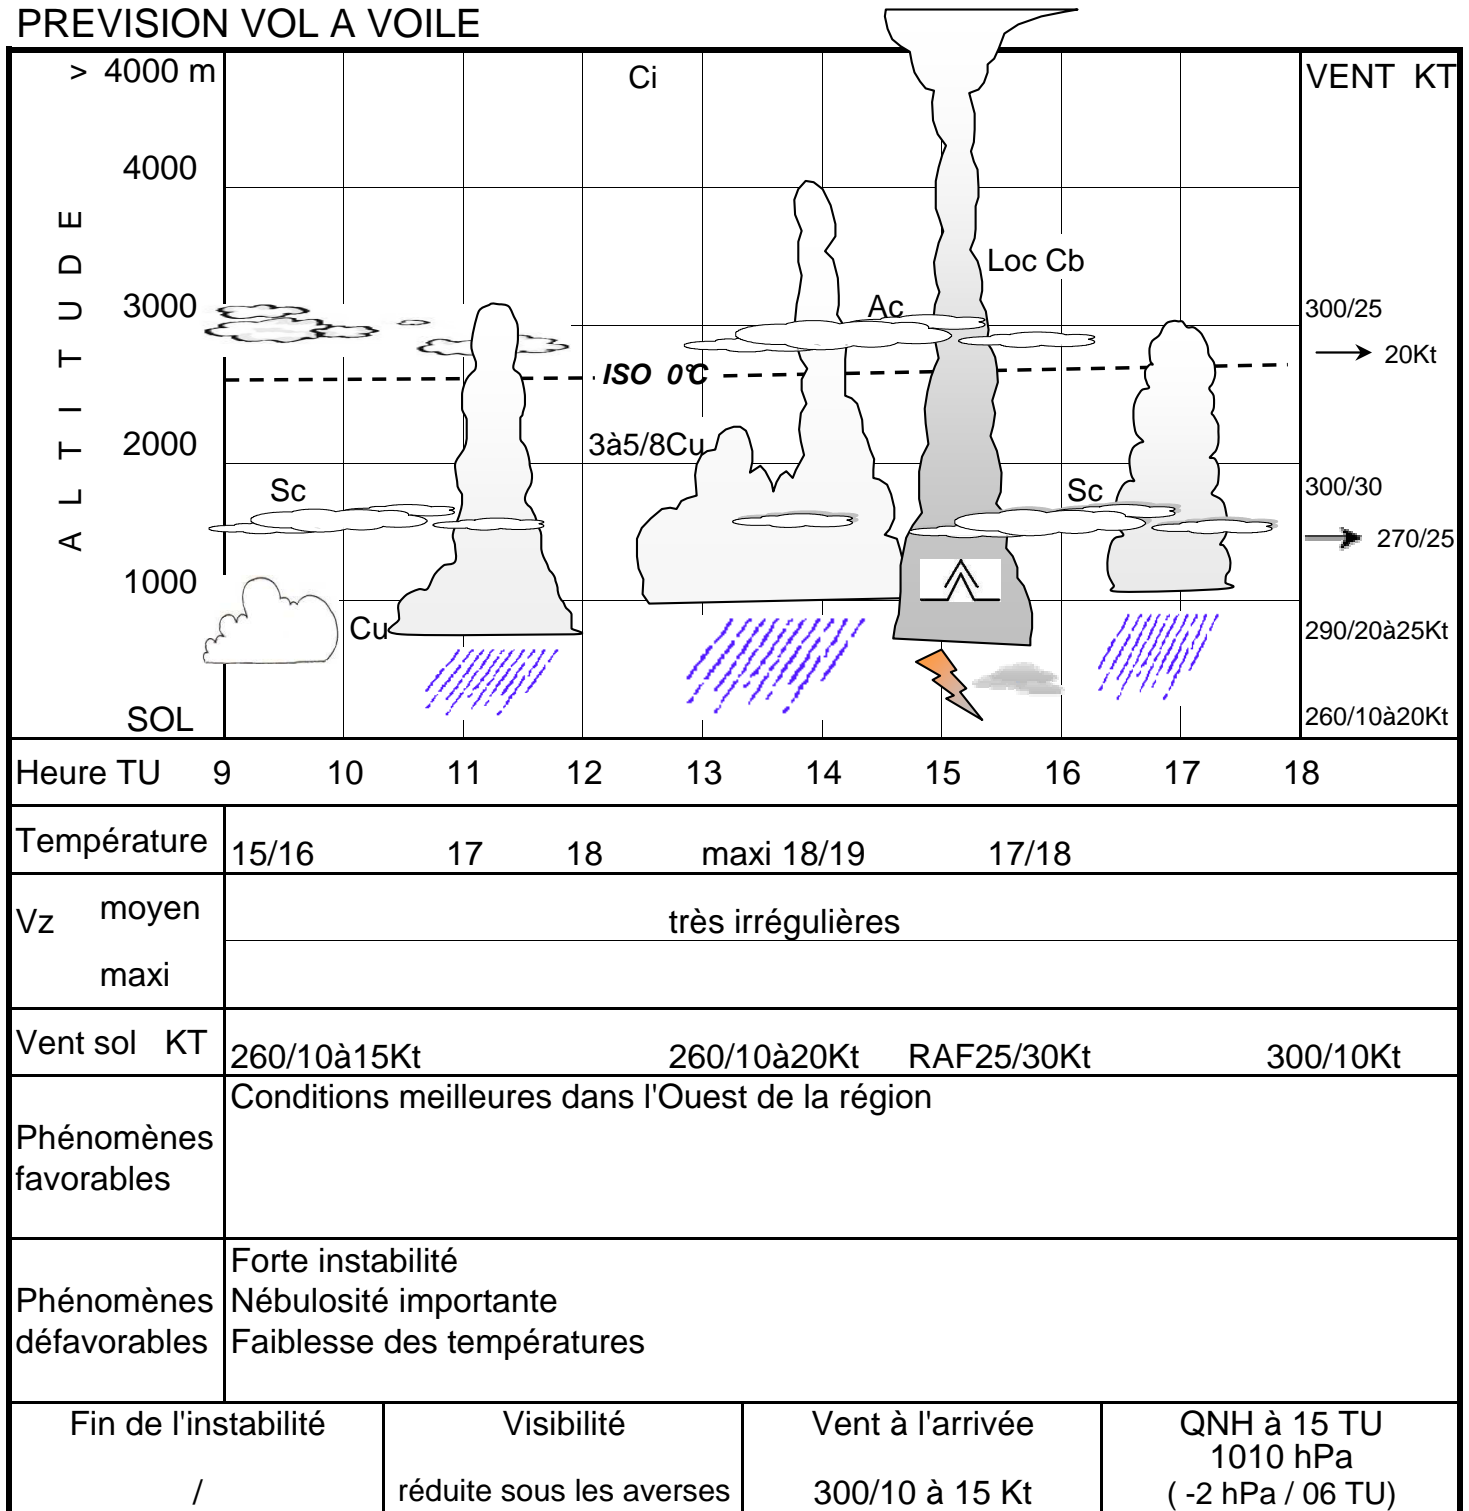 PREVISION VOL A VOILE
> 4000 m
Ci
VENT KT
4000
ALTITUDE
Loc Cb
3000
Ac
300/25
20Kt
ISO 0°C
2000
3à5/8Cu
Sc
Sc
300/30
270/25
1000
Cu
290/20à25Kt
SOL
260/10à20Kt
Heure TU 9 10 11 12 13 14 15 16 17 18
Température 15/16 17 18 maxi 18/19 17/18
Vz moyen très irrégulières
maxi
Vent sol KT 260/10à15Kt 260/10à20Kt RAF25/30Kt 300/10Kt
Phénomènes favorables
Conditions meilleures dans l'Ouest de la région
Phénomènes défavorables
Forte instabilité
Nébulosité importante
Faiblesse des températures
Fin de l'instabilité
/
Visibilité
réduite sous les averses
Vent à l'arrivée
300/10 à 15 Kt
QNH à 15 TU
1010 hPa
( -2 hPa / 06 TU)